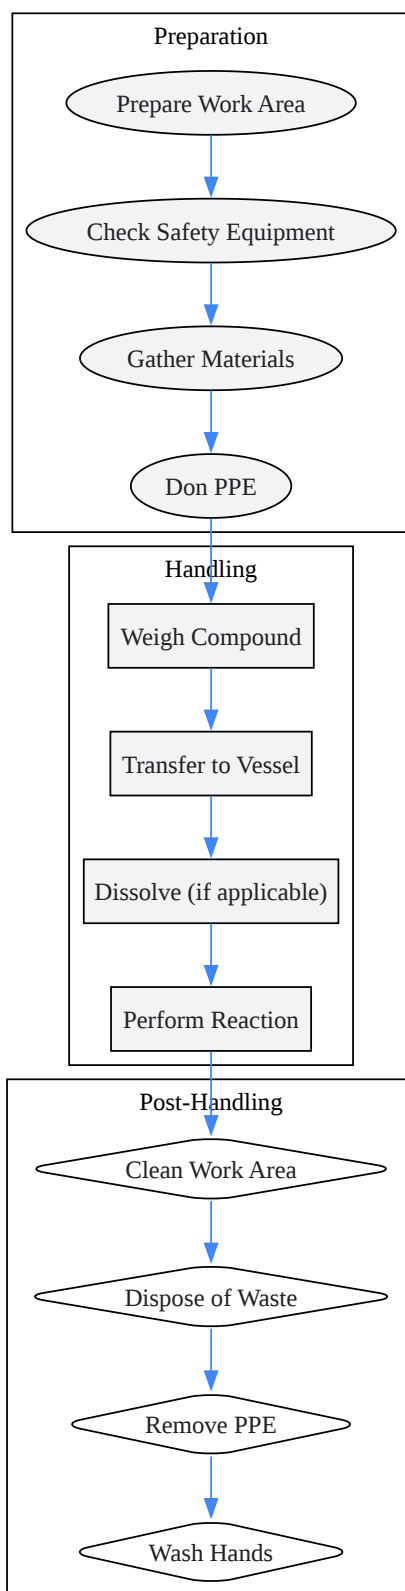 Preparation
Prepare Work Area
Check Safety Equipment
Gather Materials
Don PPE
Handling
Weigh Compound
Transfer to Vessel
Dissolve (if applicable)
Perform Reaction
Post-Handling
Clean Work Area
Dispose of Waste
Remove PPE
Wash Hands